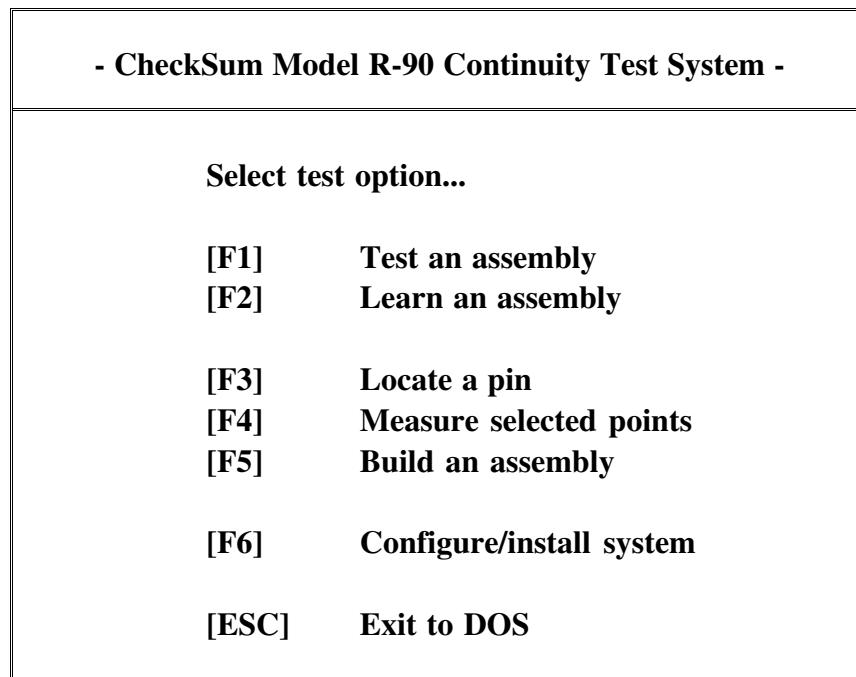 - CheckSum Model R-90 Continuity Test System -
Select test option...
[F1] Test an assembly
[F2] Learn an assembly
[F3] Locate a pin
[F4] Measure selected points
[F5] Build an assembly
[F6] Configure/install system
[ESC] Exit to DOS